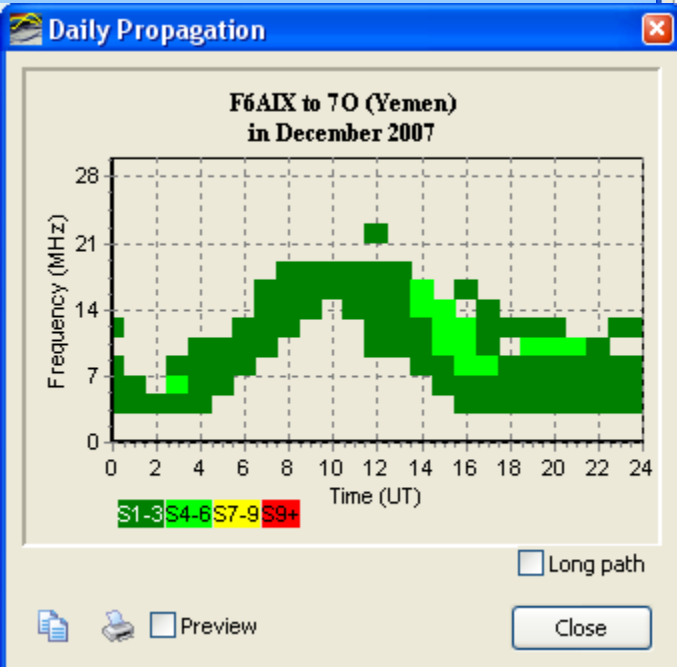 Daily Propagation
F6AIX to 7O (Yemen)
in December 2007
Frequency (MHz)
28
21
14
7
0
0 2 4 6 8 10 12 14 16 18 20 22 24
Time (UT)
S1-3 S4-6 S7-9 S9+
Long path
Preview
Close